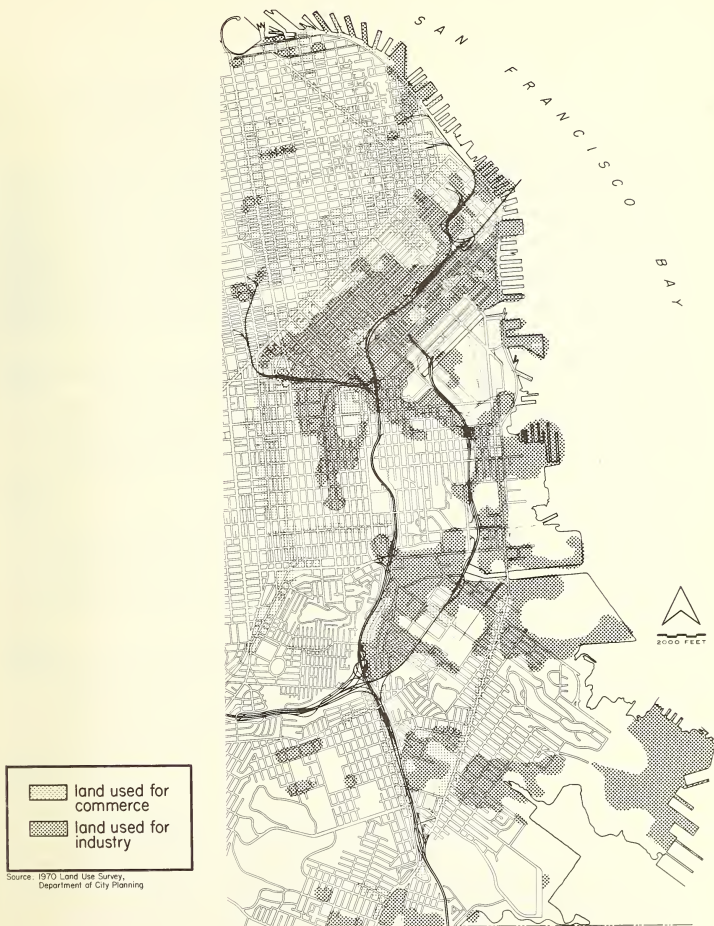 SAN FRANCISCO BAY
2000 FEET
land used for
commerce
land used for
industry
Source: 1970 Land Use Survey,
Department of City Planning